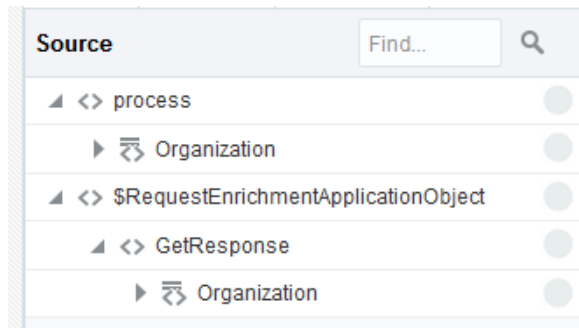 Source Find...
process
Organization
$RequestEnrichmentApplicationObject
GetResponse
Organization